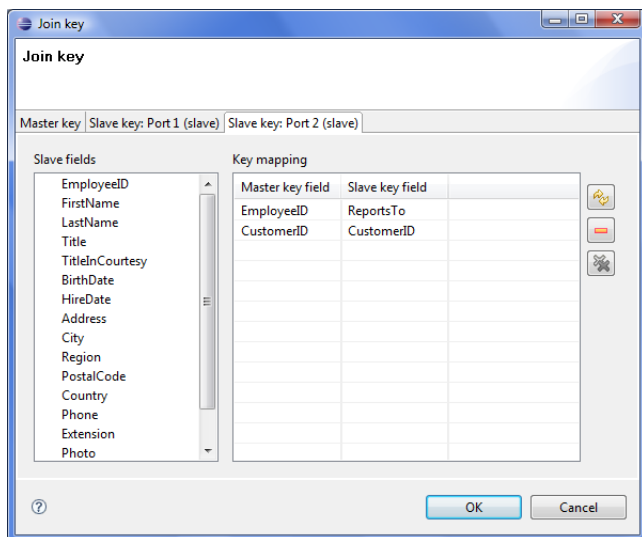 Join key
Join key
Master key Slave key: Port 1 (slave) Slave key: Port 2 (slave)
Slave fields
EmployeeID
FirstName
LastName
Title
TitleInCourtesy
BirthDate
HireDate
Address
City
Region
PostalCode
Country
Phone
Extension
Photo
Key mapping
Master key field Slave key field
EmployeeID ReportsTo
CustomerID CustomerID
OK Cancel